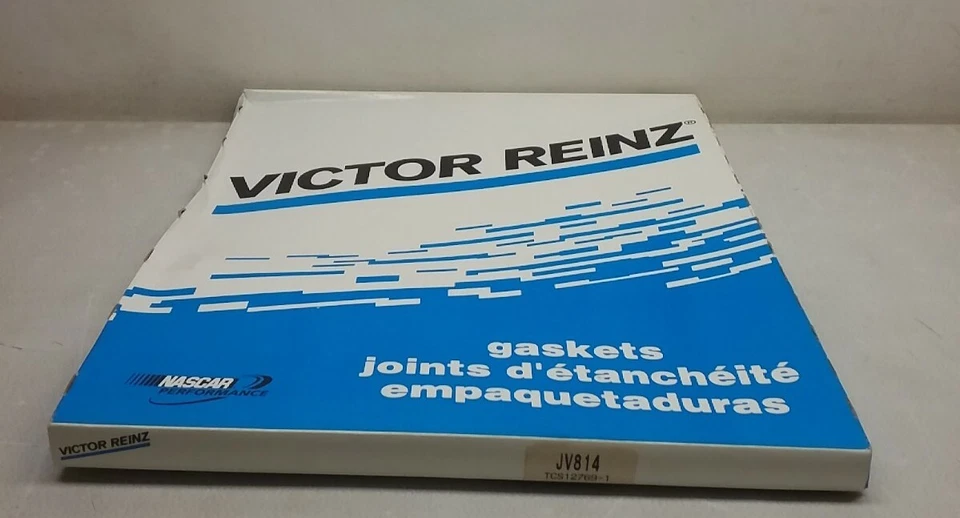 VICTOR REINZ®
gaskets
joints d'étanchéité
empaquetaduras
NASCAR
PERFORMANCE
VICTOR REINZ
JV814
TCS12769-1